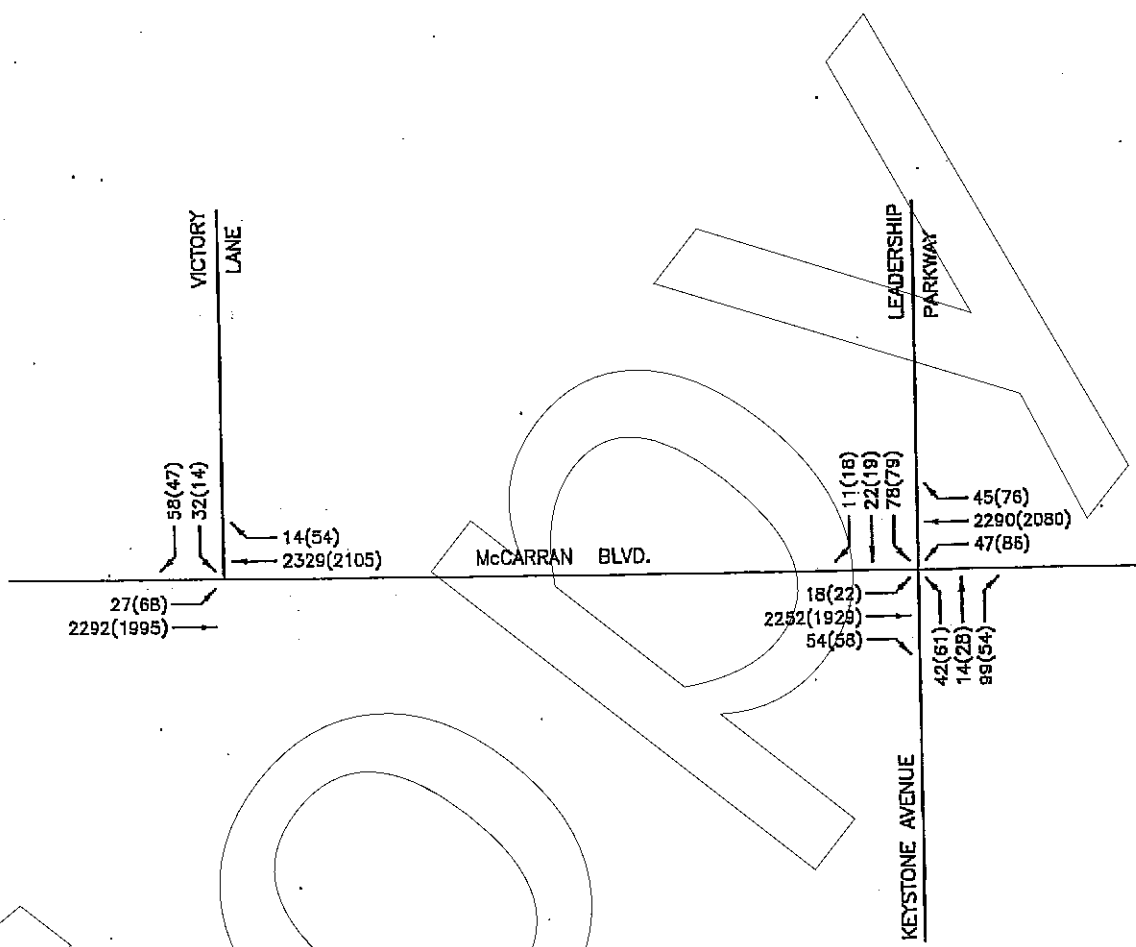 VICTORY
LANE
58(47)
32(14)
14(54)
2329(2105)
27(68)
2292(1995)
McCARRAN BLVD.
LEADERSHIP
PARKWAY
11(18)
22(19)
78(79)
45(76)
2290(2080)
47(86)
18(22)
2252(1929)
54(58)
42(61)
14(28)
99(54)
KEYSTONE AVENUE
COPY